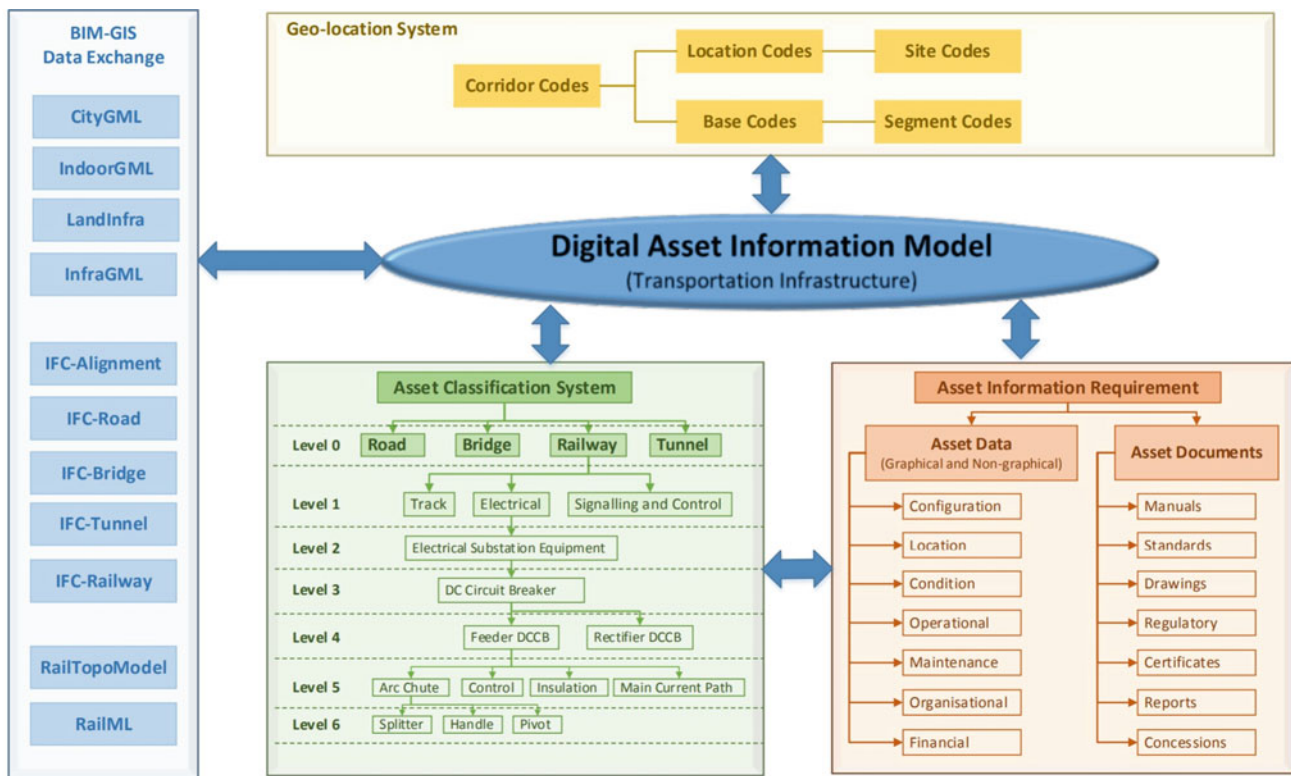 BIM-GIS
Data Exchange
CityGML
IndoorGML
LandInfra
InfraGML
IFC-Alignment
IFC-Road
IFC-Bridge
IFC-Tunnel
IFC-Railway
RailTopoModel
RailML
Geo-location System
Corridor Codes
Location Codes
Site Codes
Base Codes
Segment Codes
Digital Asset Information Model
(Transportation Infrastructure)
Asset Classification System
Level 0
Road
Bridge
Railway
Tunnel
Level 1
Track
Electrical
Signalling and Control
Level 2
Electrical Substation Equipment
Level 3
DC Circuit Breaker
Level 4
Feeder DCCB
Rectifier DCCB
Level 5
Arc Chute
Control
Insulation
Main Current Path
Level 6
Splitter
Handle
Pivot
Asset Information Requirement
Asset Data
(Graphical and Non-graphical)
Configuration
Location
Condition
Operational
Maintenance
Organisational
Financial
Asset Documents
Manuals
Standards
Drawings
Regulatory
Certificates
Reports
Concessions